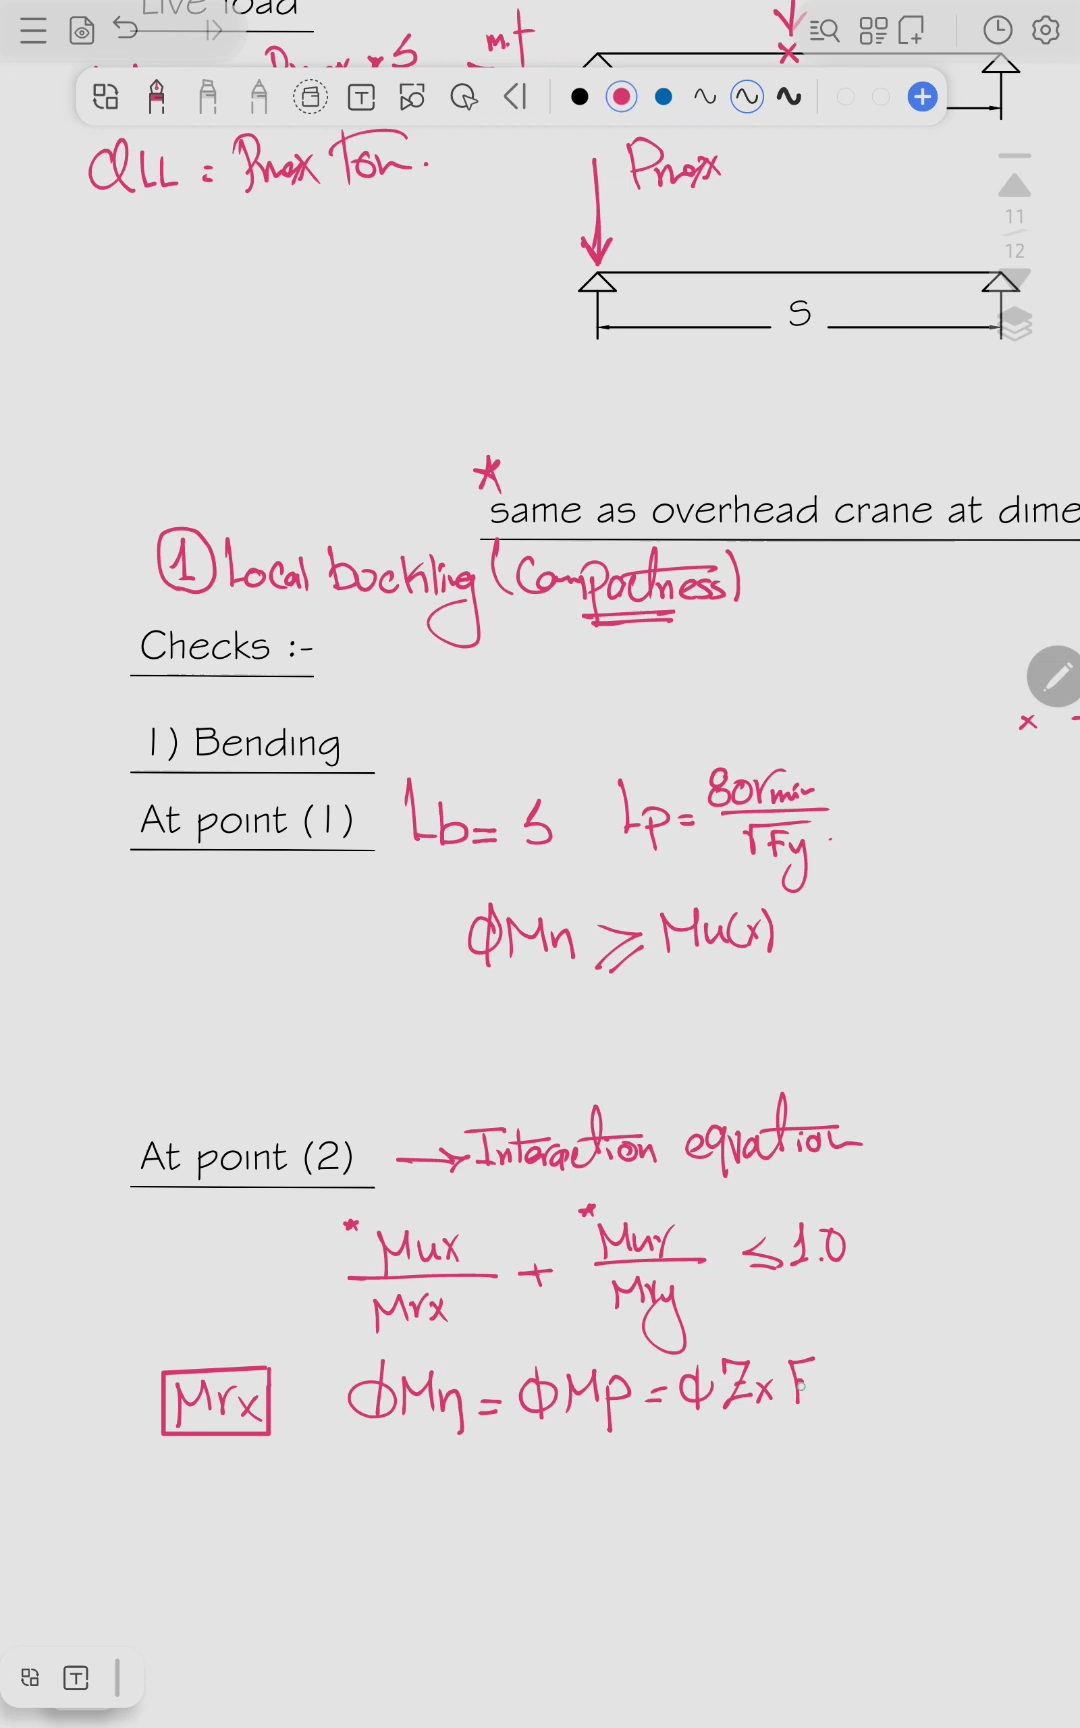 Live load
m.t
QLL = Pmax Ton.
Pmax
11
12
S
*
same as overhead crane at dime
① Local buckling (Compactness)
Checks :-
1) Bending
At point (1) Lb = S Lp = 80rmin / √Fy
φMn ≥ Mu(x)
At point (2) → Interaction equation
* Mux / Mrx + * Muy / Mry ≤ 1.0
Mrx φMn = φMp = φZx F